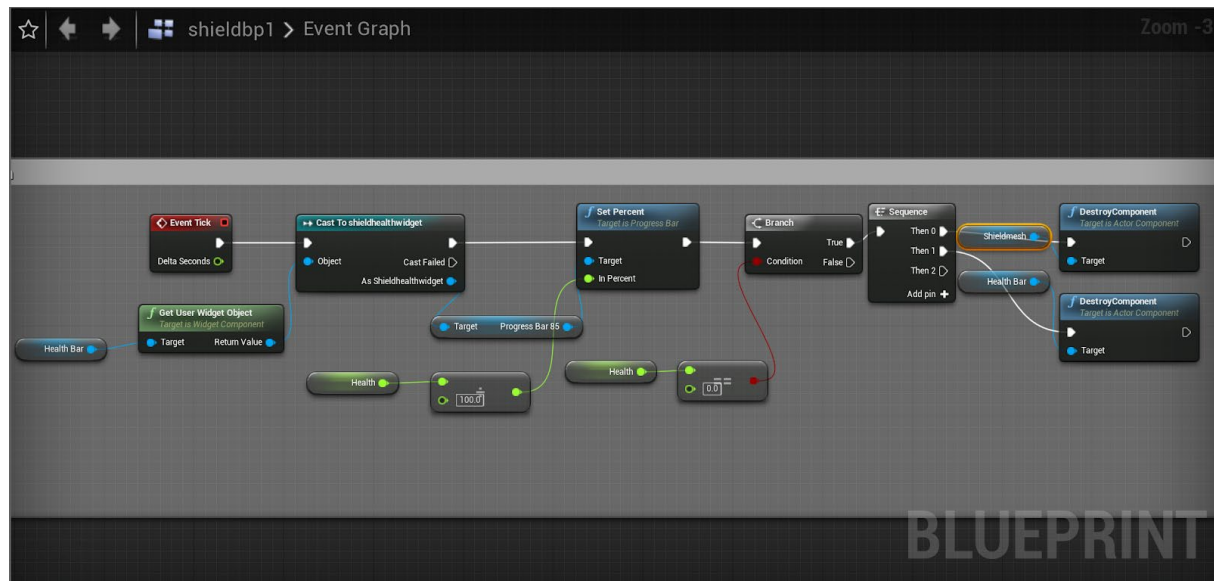 shieldbp1 > Event Graph
Zoom -3
Event Tick
Delta Seconds
Cast To shieldhealthwidget
Object
Cast Failed
As Shieldhealthwidget
Set Percent
Target is Progress Bar
Target
In Percent
Branch
True
Condition
False
Sequence
Then 0
Then 1
Then 2
Add pin +
Shieldmesh
DestroyComponent
Target is Actor Component
Target
Health Bar
DestroyComponent
Target is Actor Component
Target
Get User Widget Object
Target is Widget Component
Target
Return Value
Health Bar
Target
Progress Bar 85
Health
÷
100.0
Health
==
0.0
BLUEPRINT